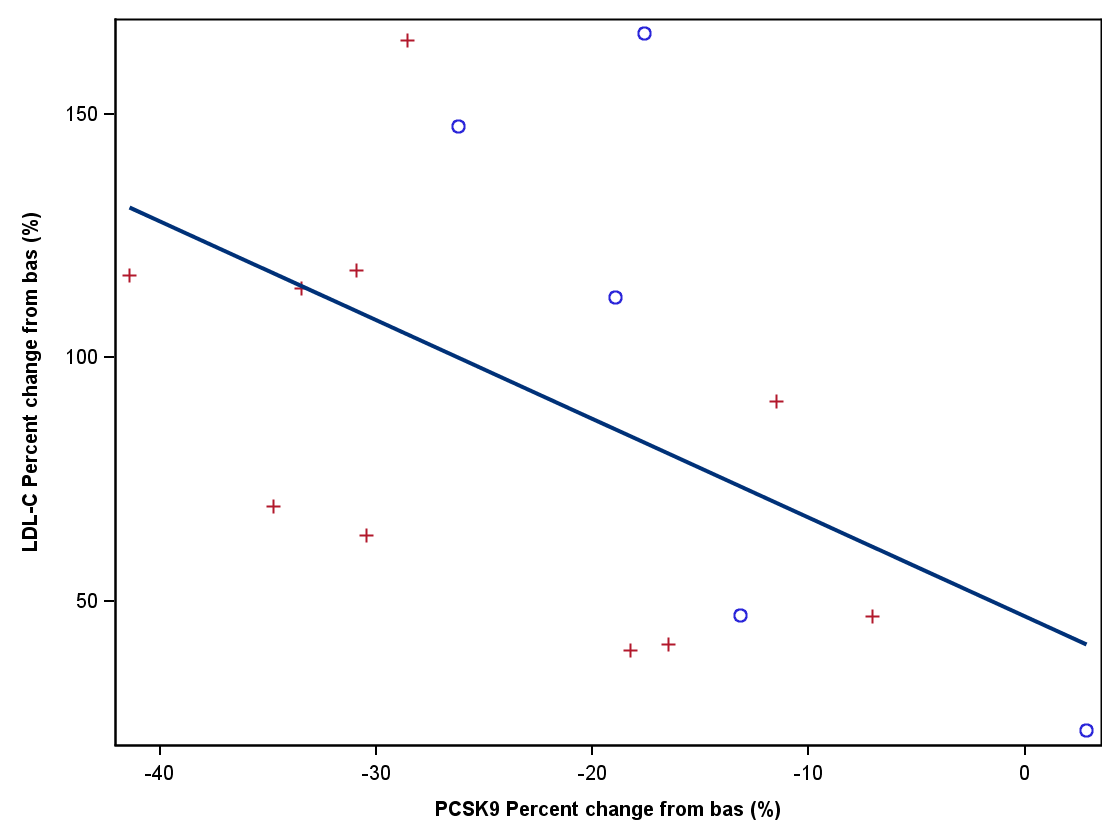 150
100
50
LDL-C Percent change from bas (%)
-40 -30 -20 -10 0
PCSK9 Percent change from bas (%)